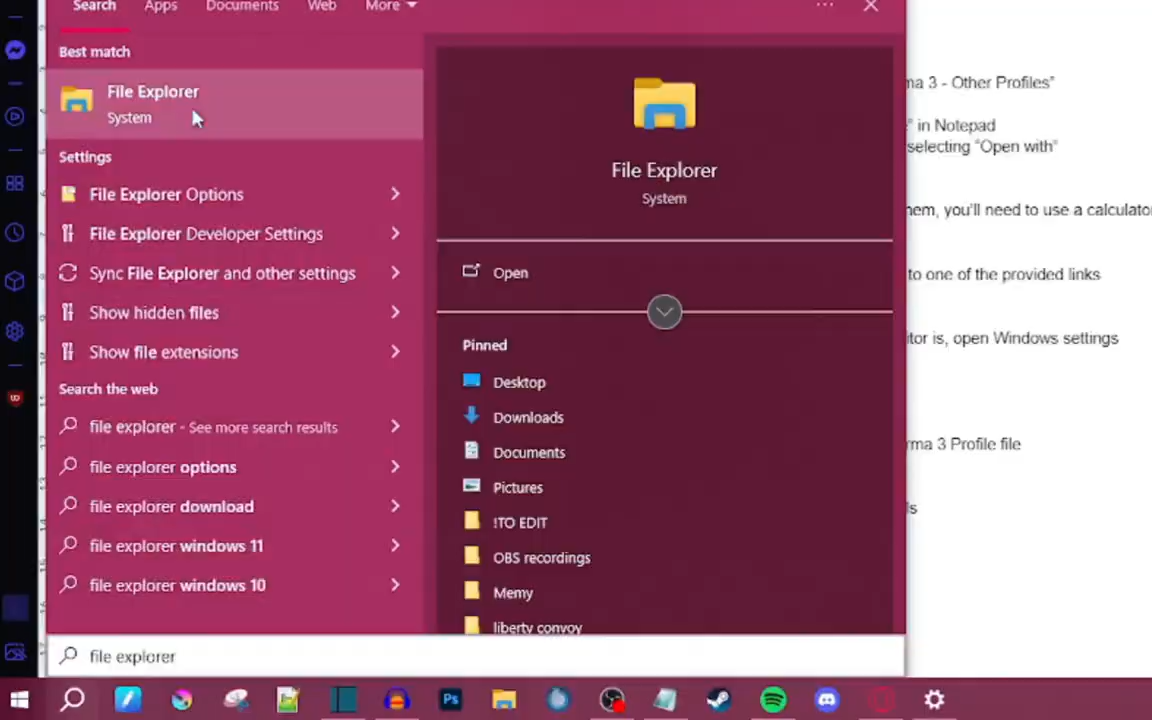 Search Apps Documents Web More
Best match
File Explorer
System
Settings
File Explorer Options
File Explorer Developer Settings
Sync File Explorer and other settings
Show hidden files
Show file extensions
Search the web
file explorer - See more search results
file explorer options
file explorer download
file explorer windows 11
file explorer windows 10
file explorer
File Explorer
System
Open
Pinned
Desktop
Downloads
Documents
Pictures
!TO EDIT
OBS recordings
Memy
liberty convoy
3 - Other Profiles"
in Notepad
selecting "Open with"
you'll need to use a calculator
to one of the provided links
is, open Windows settings
3 Profile file
Ps